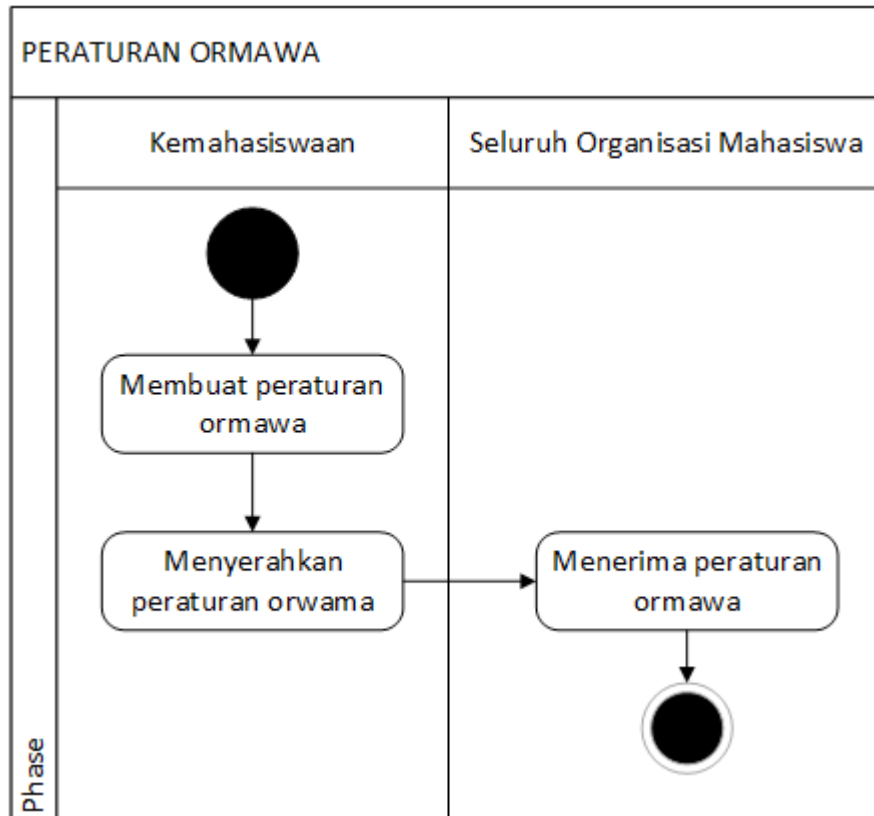 PERATURAN ORMAWA
Kemahasiswaan
Seluruh Organisasi Mahasiswa
Membuat peraturan
ormawa
Menyerahkan
peraturan orwama
Menerima peraturan
ormawa
Phase